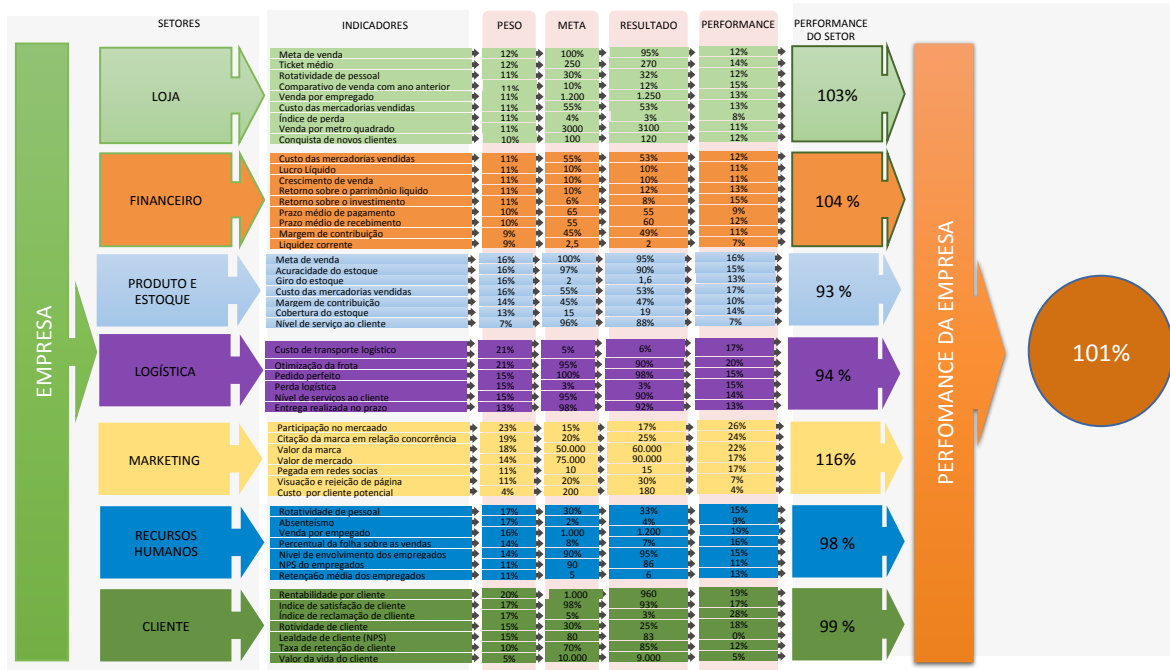 SETORES INDICADORES PESO META RESULTADO PERFORMANCE PERFORMANCE DO SETOR
EMPRESA
LOJA
Meta de venda 12% 100% 95% 12%
Ticket médio 12% 250 270 14%
Rotatividade de pessoal 11% 30% 32% 12%
Comparativo de venda com ano anterior 11% 10% 12% 15%
Venda por empregado 11% 1.200 1.250 13%
Custo das mercadorias vendidas 11% 55% 53% 13%
Índice de perda 11% 4% 3% 8%
Venda por metro quadrado 11% 3000 3100 11%
Conquista de novos clientes 10% 100 120 12%
103%
FINANCEIRO
Custo das mercadorias vendidas 11% 55% 53% 12%
Lucro Líquido 11% 10% 10% 11%
Crescimento de venda 11% 10% 10% 11%
Retorno sobre o parrimônio liquido 11% 10% 12% 13%
Retorno sobre o investimento 11% 6% 8% 15%
Prazo médio de pagamento 10% 65 55 9%
Prazo médio de recebimento 10% 55 60 12%
Margem de contribuição 9% 45% 49% 11%
Liquidez corrente 9% 2,5 2 7%
104 %
PRODUTO E ESTOQUE
Meta de venda 16% 100% 95% 16%
Acuracidade do estoque 16% 97% 90% 15%
Giro do estoque 16% 2 1,6 13%
Custo das mercadorias vendidas 16% 55% 53% 17%
Margem de contribuição 14% 45% 47% 10%
Cobertura do estoque 13% 15 19 14%
Nível de serviço ao cliente 7% 96% 88% 7%
93 %
LOGÍSTICA
Custo de transporte logístico 21% 5% 6% 17%
Otimização da frota 21% 95% 90% 20%
Pedido perfeito 15% 100% 98% 15%
Perda logística 15% 3% 3% 15%
Nível de serviços ao cliente 15% 95% 90% 14%
Entrega realizada no prazo 13% 98% 92% 13%
94 %
MARKETING
Participação no mercaado 23% 15% 17% 26%
Citação da marca em relação concorrência 19% 20% 25% 24%
Valor da marca 18% 50.000 60.000 22%
Valor de mercado 14% 75.000 90.000 17%
Pegada em redes socias 11% 10 15 17%
Visuação e rejeição de página 11% 20% 30% 7%
Custo por cliente potencial 4% 200 180 4%
116%
RECURSOS HUMANOS
Rotatividade de pessoal 17% 30% 33% 15%
Absenteísmo 17% 2% 4% 9%
Venda por empegado 16% 1.000 1.200 19%
Percentual da folha sobre as vendas 14% 8% 7% 16%
Nivel de envolvimento dos empregados 14% 90% 95% 15%
NPS do empregados 11% 90 86 11%
Retença6o média dos empregados 11% 5 6 13%
98 %
CLIENTE
Rentabilidade por cliente 20% 1.000 960 19%
Indice de satisfação de cliente 17% 98% 93% 17%
Índice de reclamação de clliente 17% 5% 3% 28%
Rotividade de cliente 15% 30% 25% 18%
Lealdade de cliente (NPS) 15% 80 83 0%
Taxa de retenção de cliente 10% 70% 85% 12%
Valor da vida do cliente 5% 10.000 9.000 5%
99 %
PERFOMANCE DA EMPRESA
101%